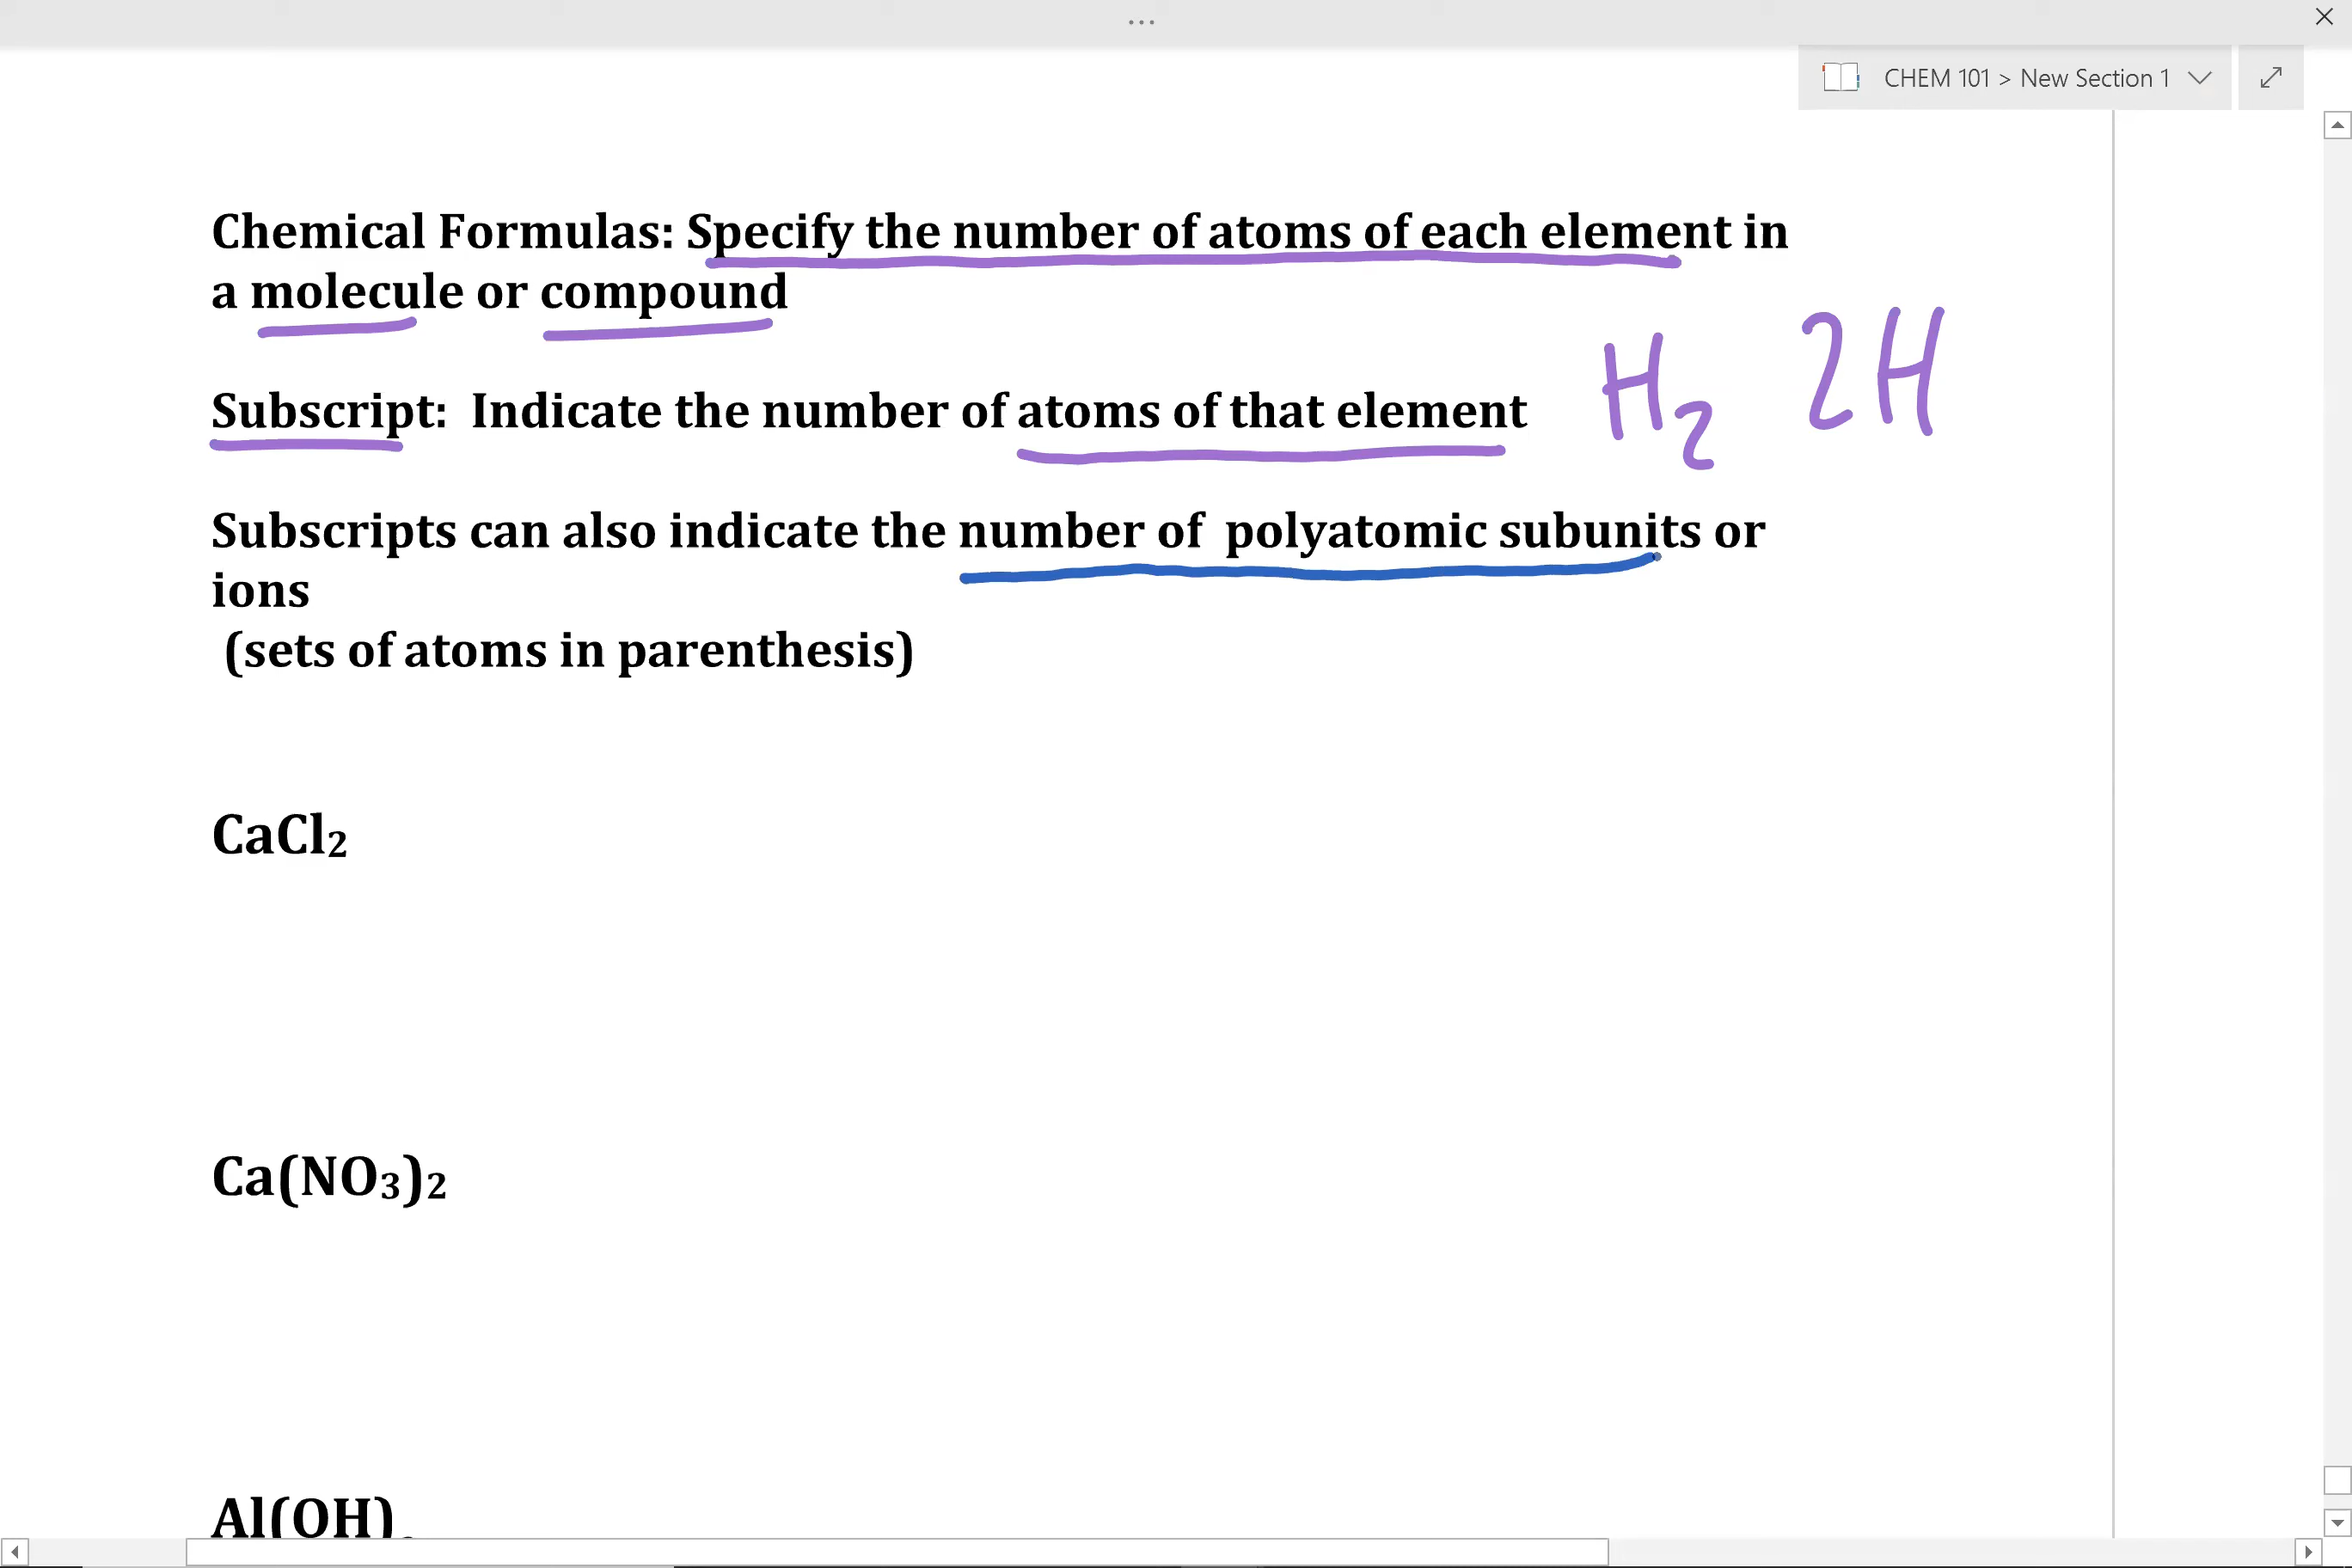 ...
CHEM 101 > New Section 1
Chemical Formulas: Specify the number of atoms of each element in
a molecule or compound
Subscript:  Indicate the number of atoms of that element H₂ 2H
Subscripts can also indicate the number of  polyatomic subunits or
ions
(sets of atoms in parenthesis)
CaCl₂
Ca(NO₃)₂
Al(OH)